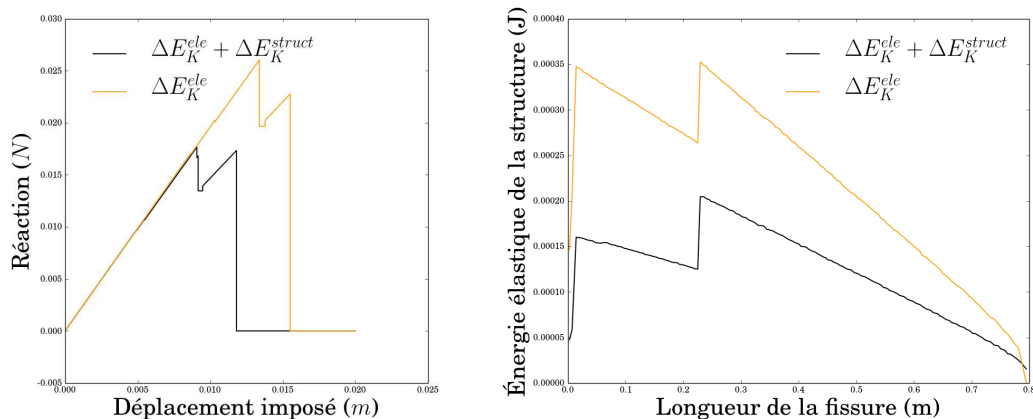 0.030
0.025
0.020
0.015
0.010
0.005
0.000
-0.005
Réaction (N)
ΔE_K^{ele} + ΔE_K^{struct}
ΔE_K^{ele}
0.000 0.005 0.010 0.015 0.020 0.025
Déplacement imposé (m)
0.00040
0.00035
0.00030
0.00025
0.00020
0.00015
0.00010
0.00005
0.00000
Énergie élastique de la structure (J)
ΔE_K^{ele} + ΔE_K^{struct}
ΔE_K^{ele}
0.0 0.1 0.2 0.3 0.4 0.5 0.6 0.7 0.8
Longueur de la fissure (m)